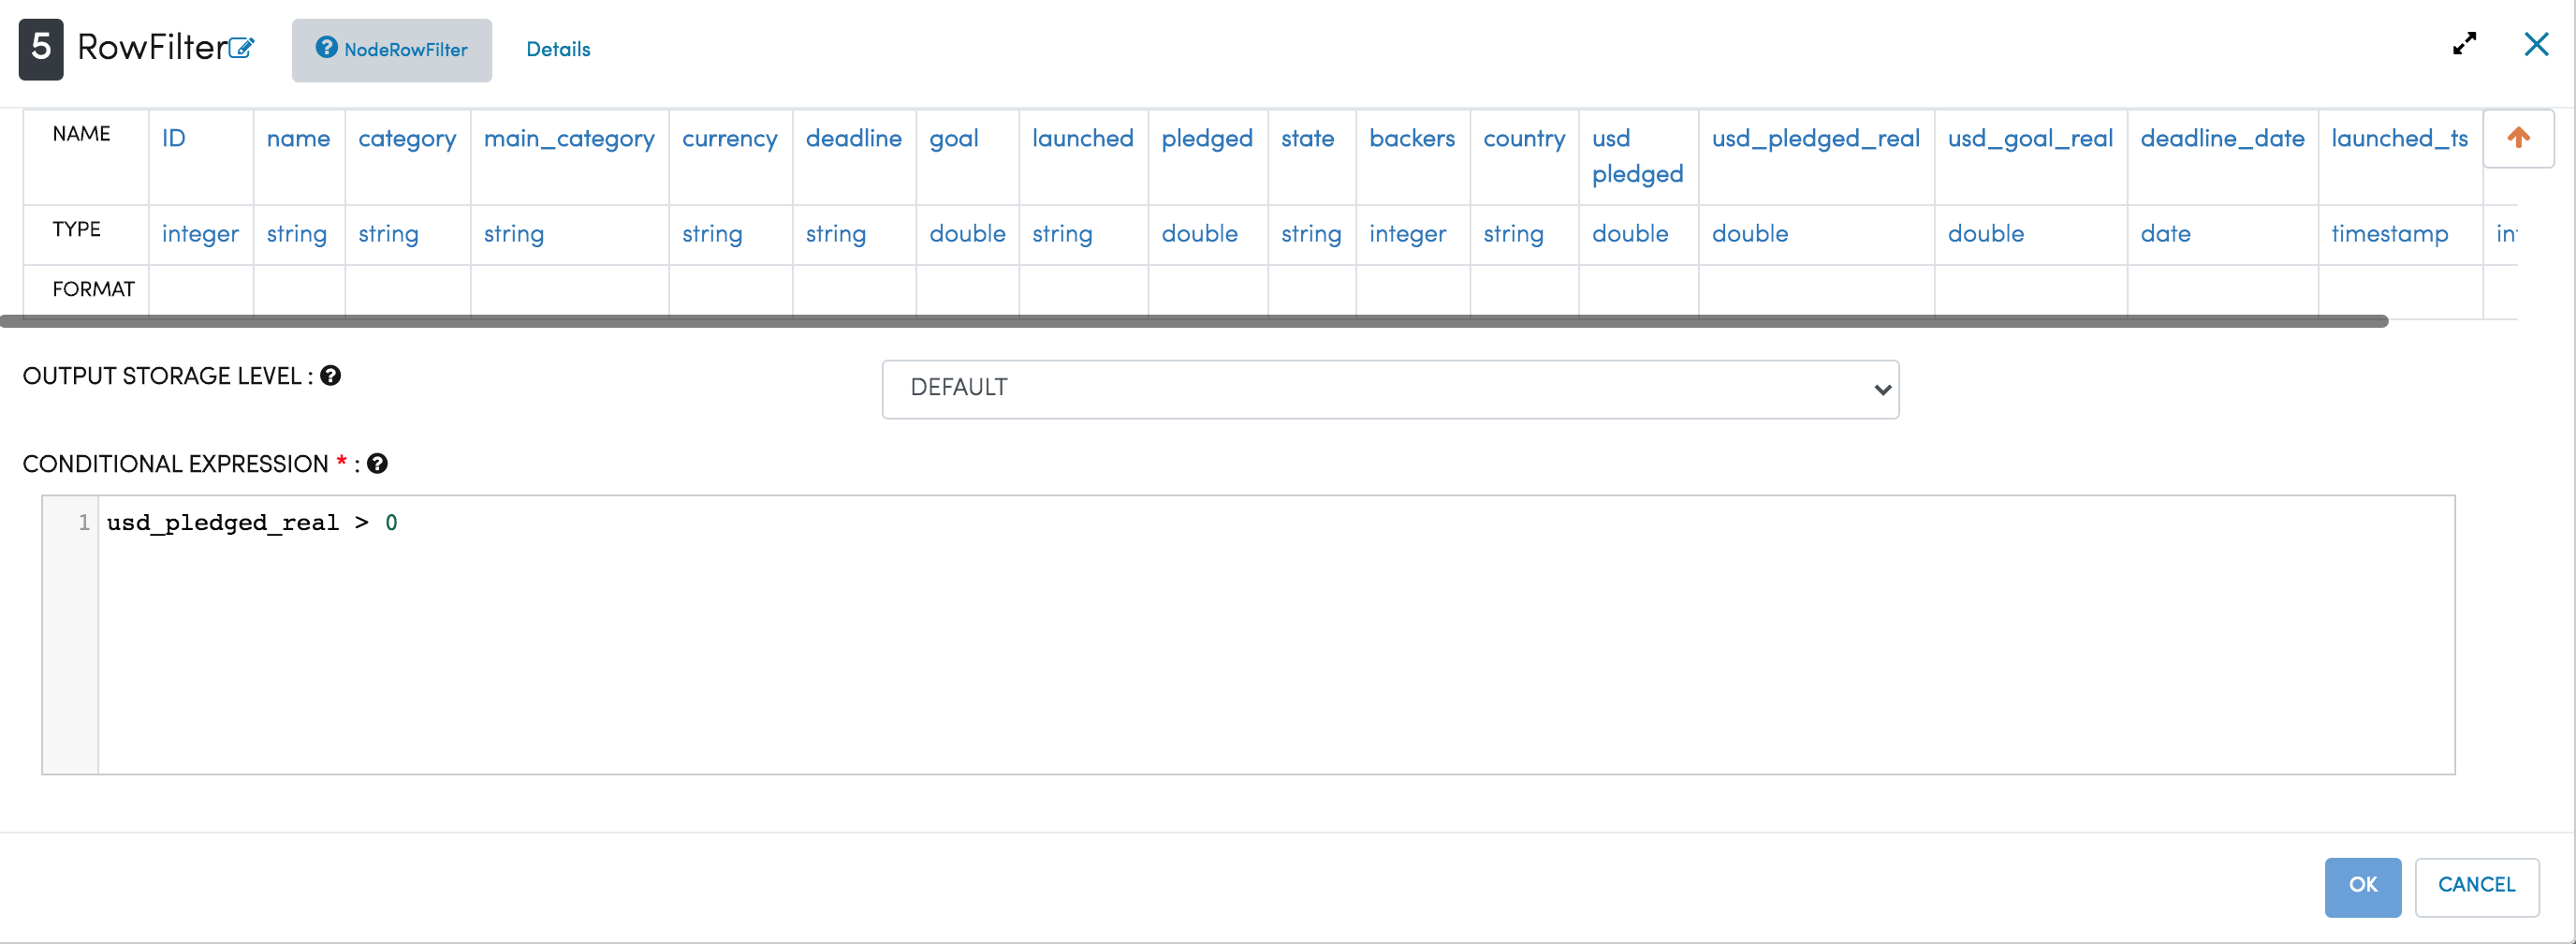 5 RowFilter NodeRowFilter Details
NAME ID name category main_category currency deadline goal launched pledged state backers country usd pledged usd_pledged_real usd_goal_real deadline_date launched_ts
TYPE integer string string string string string double string double string integer string double double double date timestamp
FORMAT
OUTPUT STORAGE LEVEL :
DEFAULT
CONDITIONAL EXPRESSION * :
1 usd_pledged_real > 0
OK CANCEL